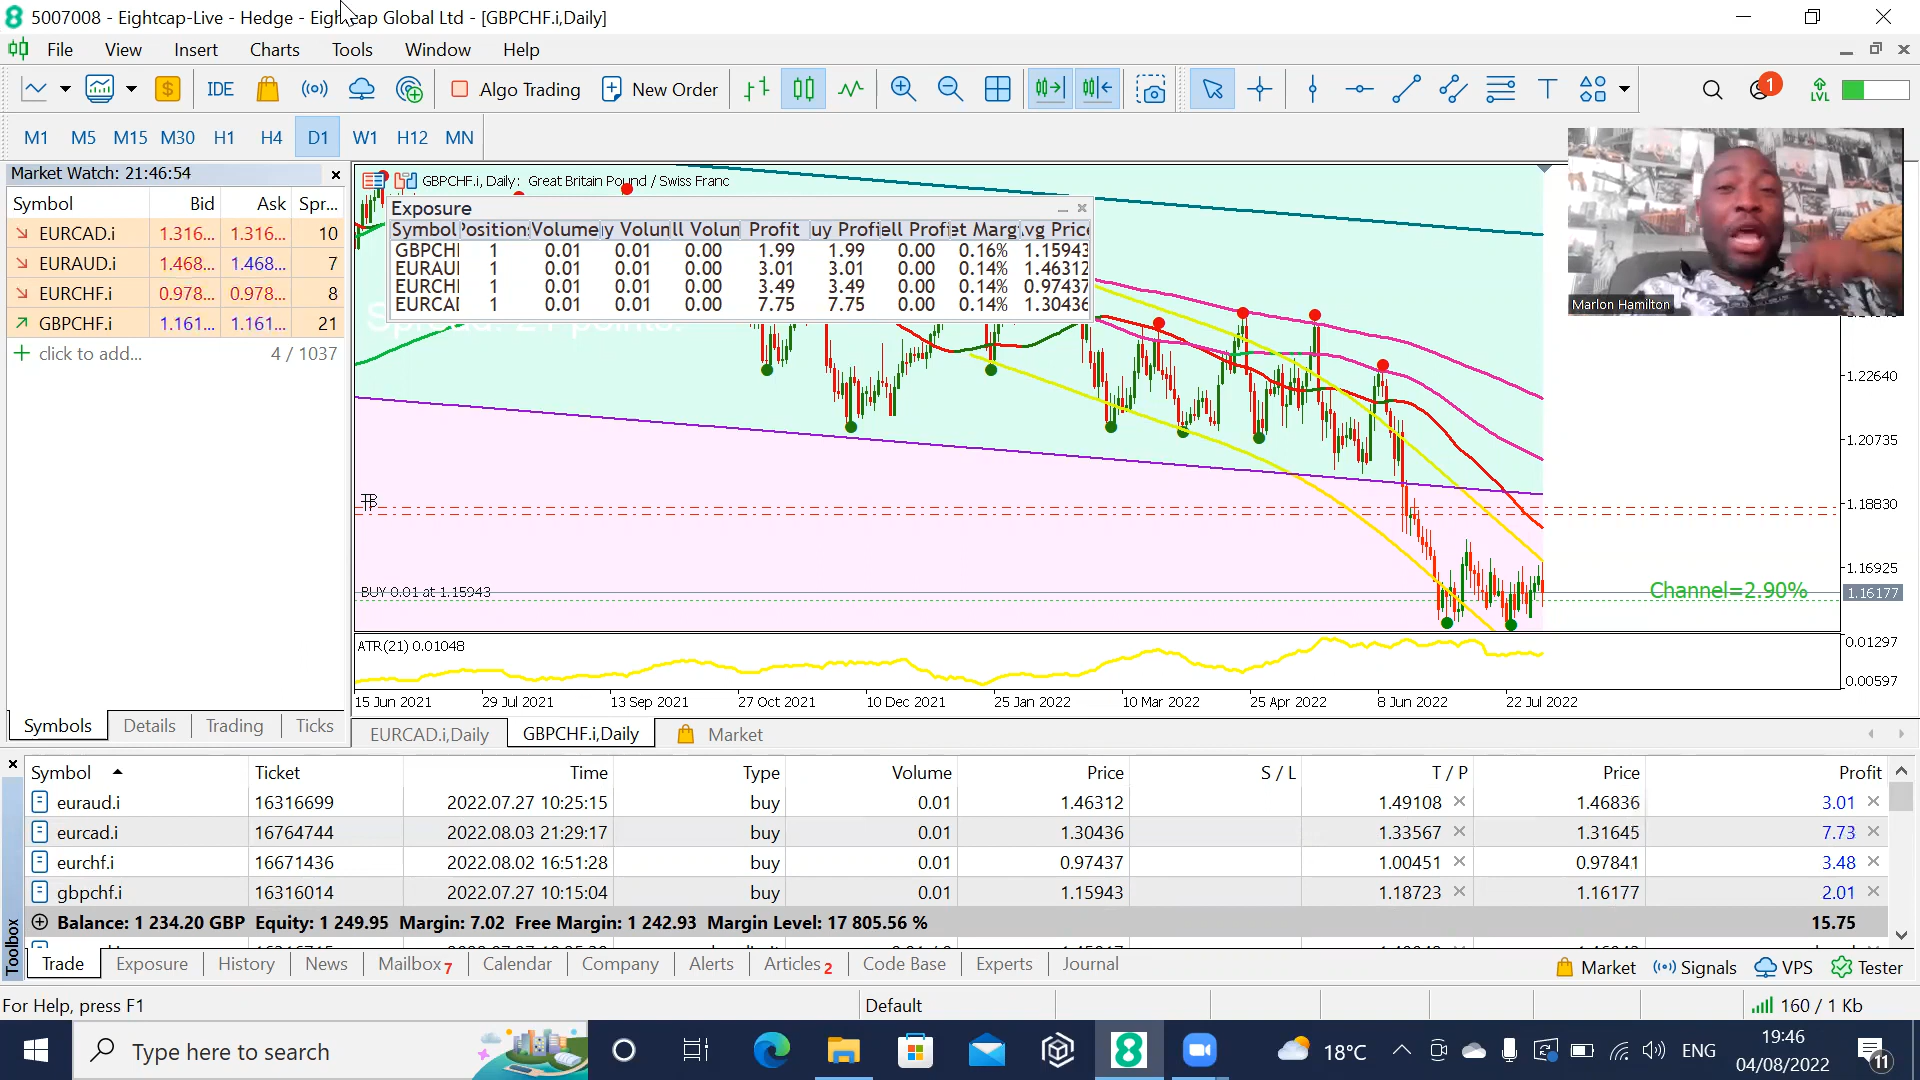 5007008 - Eightcap-Live - Hedge - Eightcap Global Ltd - [GBPCHF.i,Daily]
File View Insert Charts Tools Window Help
IDE Algo Trading New Order 1 LVL
M1 M5 M15 M30 H1 H4 D1 W1 H12 MN
Market Watch: 21:46:54
Symbol Bid Ask Spr...
EURCAD.i 1.316... 1.316... 10
EURAUD.i 1.468... 1.468... 7
EURCHF.i 0.978... 0.978... 8
GBPCHF.i 1.161... 1.161... 21
click to add... 4 / 1037
Symbols Details Trading Ticks
GBPCHF.i, Daily: Great Britain Pound / Swiss Franc
Exposure
Symbol Position: Volume Profit
GBPCHI 1 0.01 0.01 0.00 1.99 1.99 0.00 0.16% 1.15943
EURAU 1 0.01 0.01 0.00 3.01 3.01 0.00 0.14% 1.46312
EURCHI 1 0.01 0.01 0.00 3.49 3.49 0.00 0.14% 0.97437
EURCAI 1 0.01 0.01 0.00 7.75 7.75 0.00 0.14% 1.30436
Spread: 21 points.
Marlon Hamilton
1.22640
1.20735
1.18830
1.16925
1.16177
BUY 0.01 at 1.15943
Channel=2.90%
ATR(21) 0.01048
0.01297
0.00597
15 Jun 2021 29 Jul 2021 13 Sep 2021 27 Oct 2021 10 Dec 2021 25 Jan 2022 10 Mar 2022 25 Apr 2022 8 Jun 2022 22 Jul 2022
EURCAD.i,Daily GBPCHF.i,Daily Market
Symbol Ticket Time Type Volume Price S / L T / P Price Profit
euraud.i 16316699 2022.07.27 10:25:15 buy 0.01 1.46312 1.49108 1.46836 3.01
eurcad.i 16764744 2022.08.03 21:29:17 buy 0.01 1.30436 1.33567 1.31645 7.73
eurchf.i 16671436 2022.08.02 16:51:28 buy 0.01 0.97437 1.00451 0.97841 3.48
gbpchf.i 16316014 2022.07.27 10:15:04 buy 0.01 1.15943 1.18723 1.16177 2.01
Balance: 1 234.20 GBP Equity: 1 249.95 Margin: 7.02 Free Margin: 1 242.93 Margin Level: 17 805.56 % 15.75
Toolbox
Trade Exposure History News Mailbox 7 Calendar Company Alerts Articles 2 Code Base Experts Journal Market Signals VPS Tester
For Help, press F1 Default 160 / 1 Kb
Type here to search 18°C ENG 19:46
04/08/2022 11